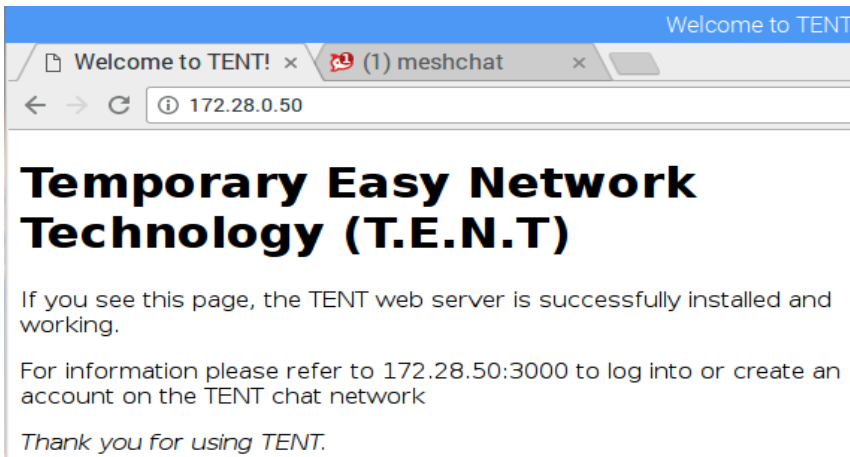 Welcome to TENT
Welcome to TENT! × (1) meshchat ×
172.28.0.50
Temporary Easy Network
Technology (T.E.N.T)
If you see this page, the TENT web server is successfully installed and
working.
For information please refer to 172.28.50:3000 to log into or create an
account on the TENT chat network
Thank you for using TENT.